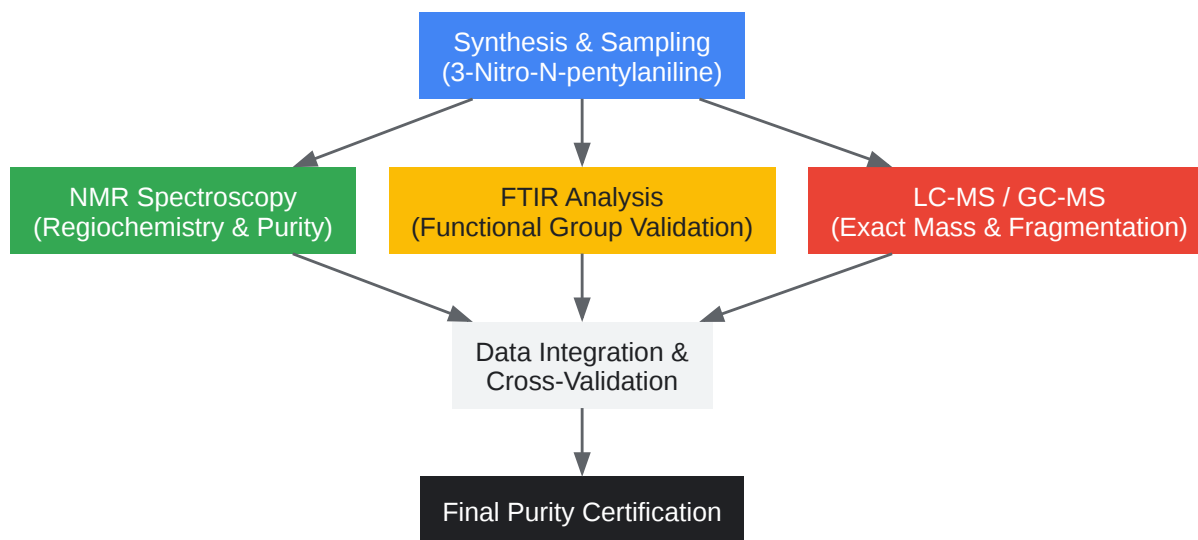 Synthesis & Sampling
(3-Nitro-N-pentylaniline)
NMR Spectroscopy
(Regiochemistry & Purity)
FTIR Analysis
(Functional Group Validation)
LC-MS / GC-MS
(Exact Mass & Fragmentation)
Data Integration &
Cross-Validation
Final Purity Certification